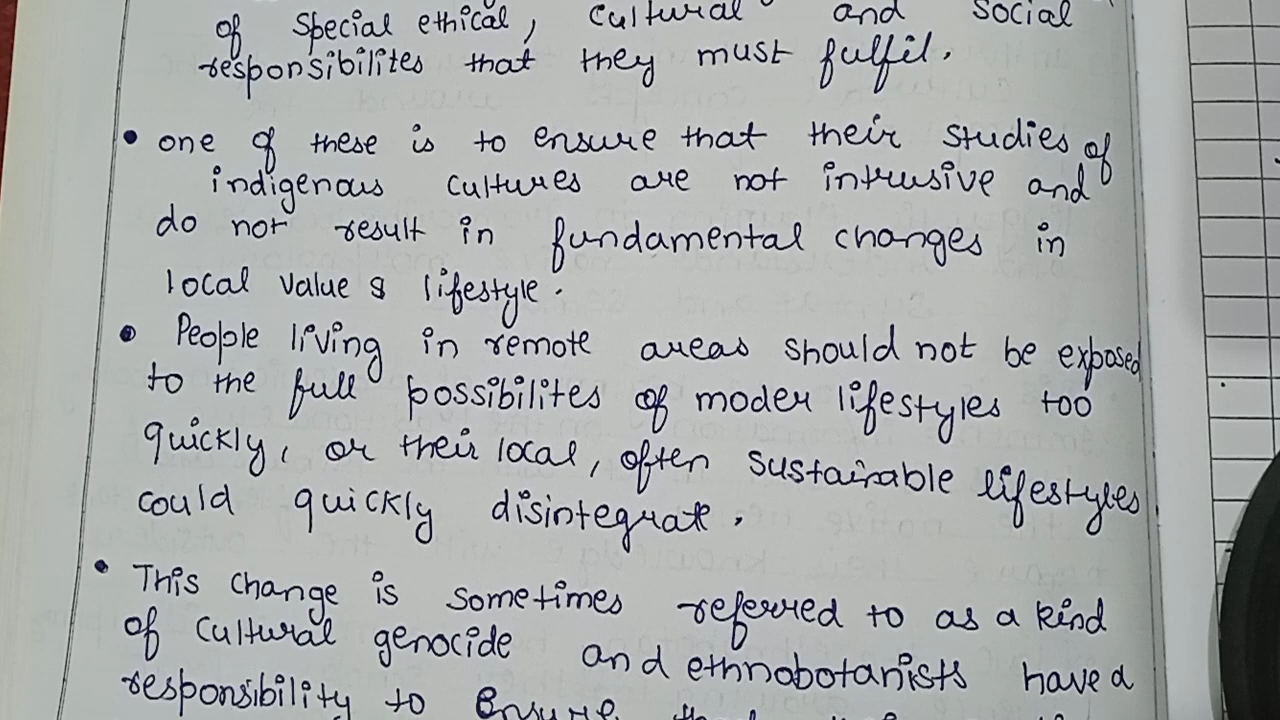 of special ethical, cultural and social
responsibilites that they must fulfil.
• one of these is to ensure that their studies of
indigenous cultures are not intrusive and
do not result in fundamental changes in
local value & lifestyle.
• People living in remote areas should not be exposed
to the full possibilites of moder lifestyles too
quickly, or their local, often sustainable lifestyles
could quickly disintegrate.
• This change is sometimes referred to as a kind
of cultural genocide and ethnobotanists have a
responsibility to ensure